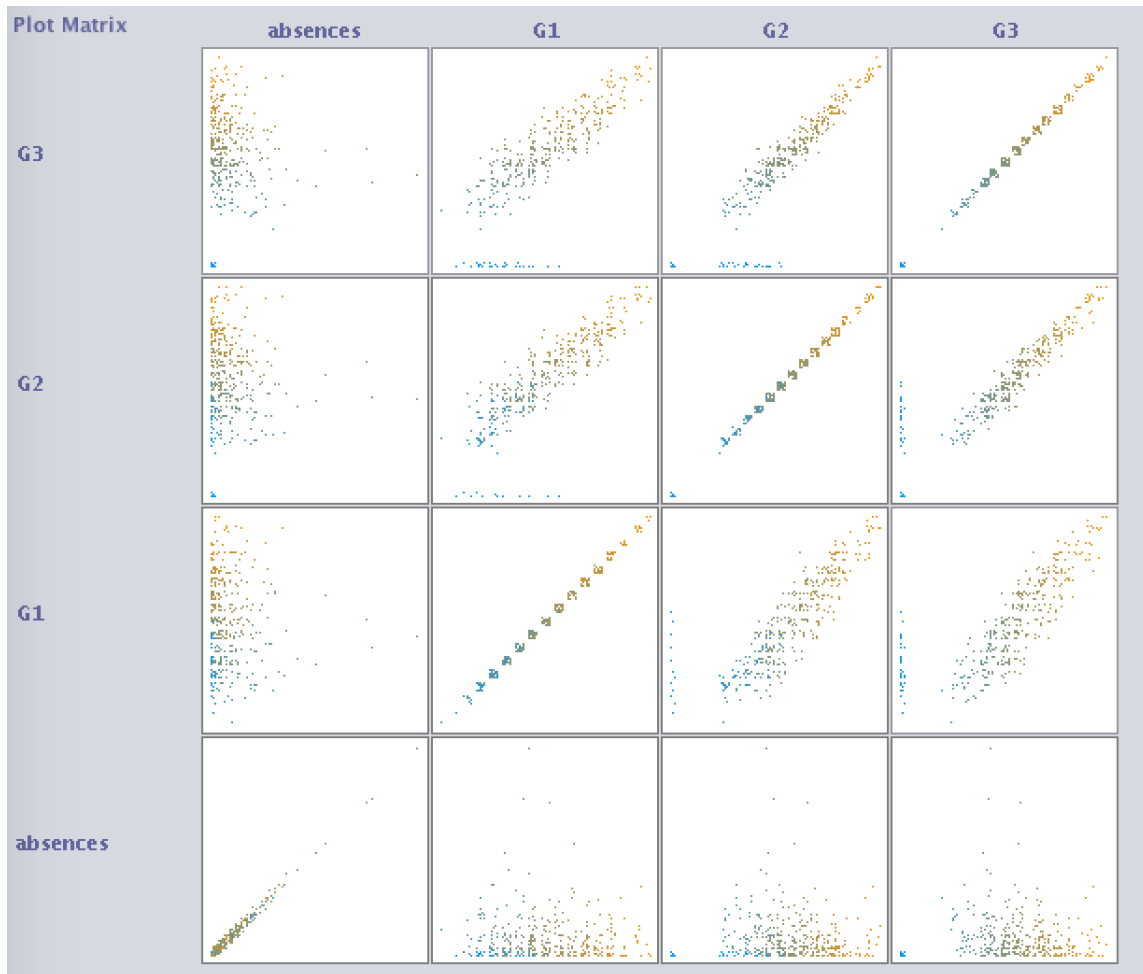 Plot Matrix
absences G1 G2 G3
G3
G2
G1
absences